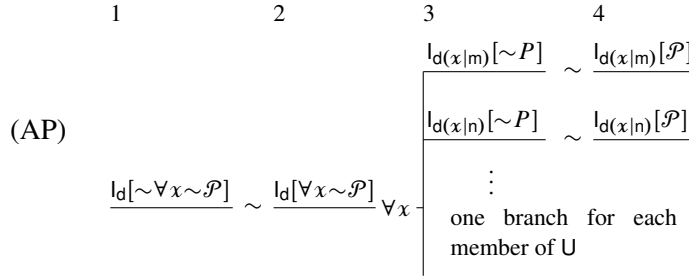 1 2 3 4
I_d(x|m)[∼P] ∼ I_d(x|m)[𝒫]
(AP)
I_d(x|n)[∼P] ∼ I_d(x|n)[𝒫]
I_d[∼∀x∼𝒫] ∼ I_d[∀x∼𝒫] ∀x
⋮
one branch for each
member of U